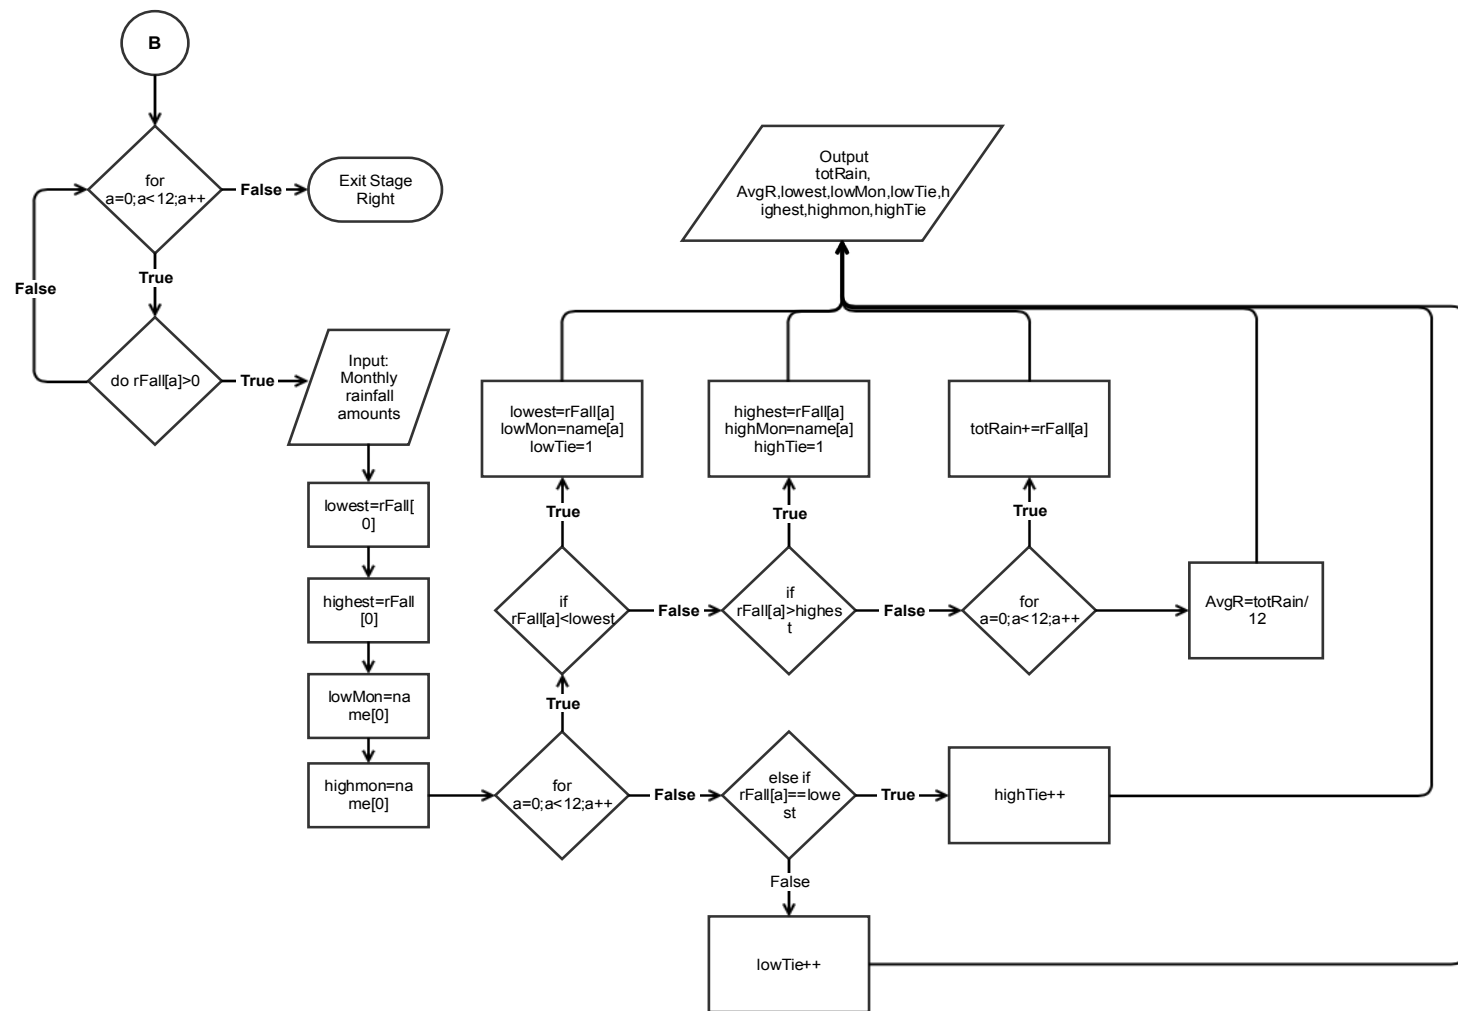 B
for
a=0;a<12;a++
False
Exit Stage
Right
True
False
do rFall[a]>0
True
Input:
Monthly
rainfall
amounts
lowest=rFall[
0]
highest=rFall
[0]
lowMon=na
me[0]
highmon=na
me[0]
Output
totRain,
AvgR,lowest,lowMon,lowTie,h
ighest,highmon,highTie
lowest=rFall[a]
lowMon=name[a]
lowTie=1
highest=rFall[a]
highMon=name[a]
highTie=1
totRain+=rFall[a]
True
True
True
if
rFall[a]<lowest
False
if
rFall[a]>highes
t
False
for
a=0;a<12;a++
AvgR=totRain/
12
True
for
a=0;a<12;a++
False
else if
rFall[a]==lowe
st
True
highTie++
False
lowTie++